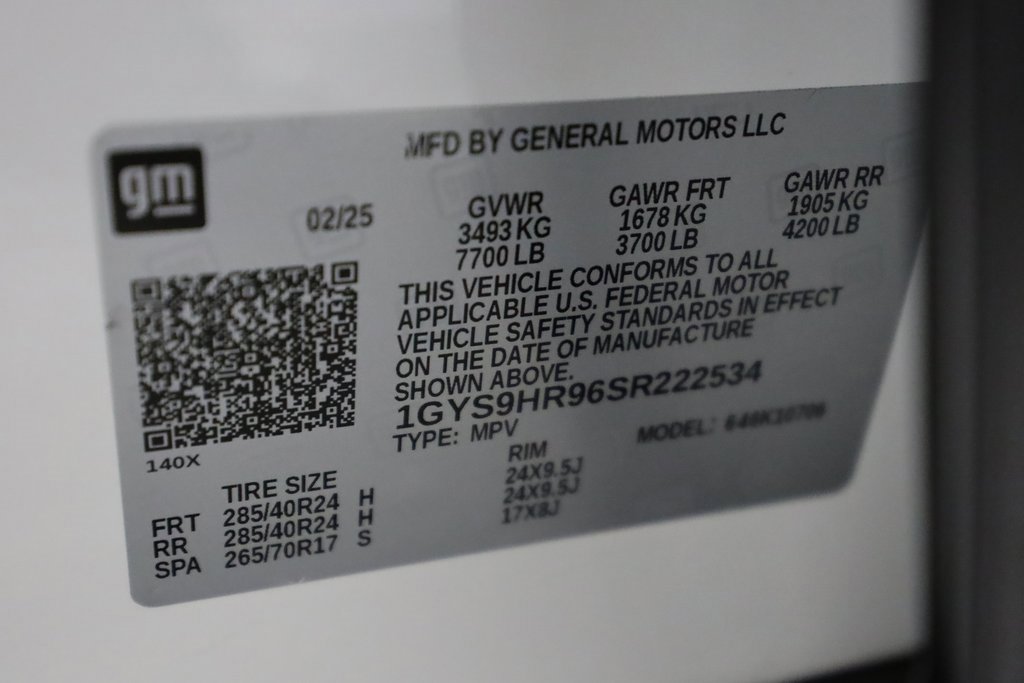 MFD BY GENERAL MOTORS LLC
gm
02/25
GVWR GAWR FRT GAWR RR
3493 KG 1678 KG 1905 KG
7700 LB 3700 LB 4200 LB
THIS VEHICLE CONFORMS TO ALL
APPLICABLE U.S. FEDERAL MOTOR
VEHICLE SAFETY STANDARDS IN EFFECT
ON THE DATE OF MANUFACTURE
SHOWN ABOVE.
1GYS9HR96SR222534
TYPE: MPV MODEL:
140X
TIRE SIZE RIM
FRT 285/40R24 H 24X9.5J
RR 285/40R24 H 24X9.5J
SPA 265/70R17 S 17X8J